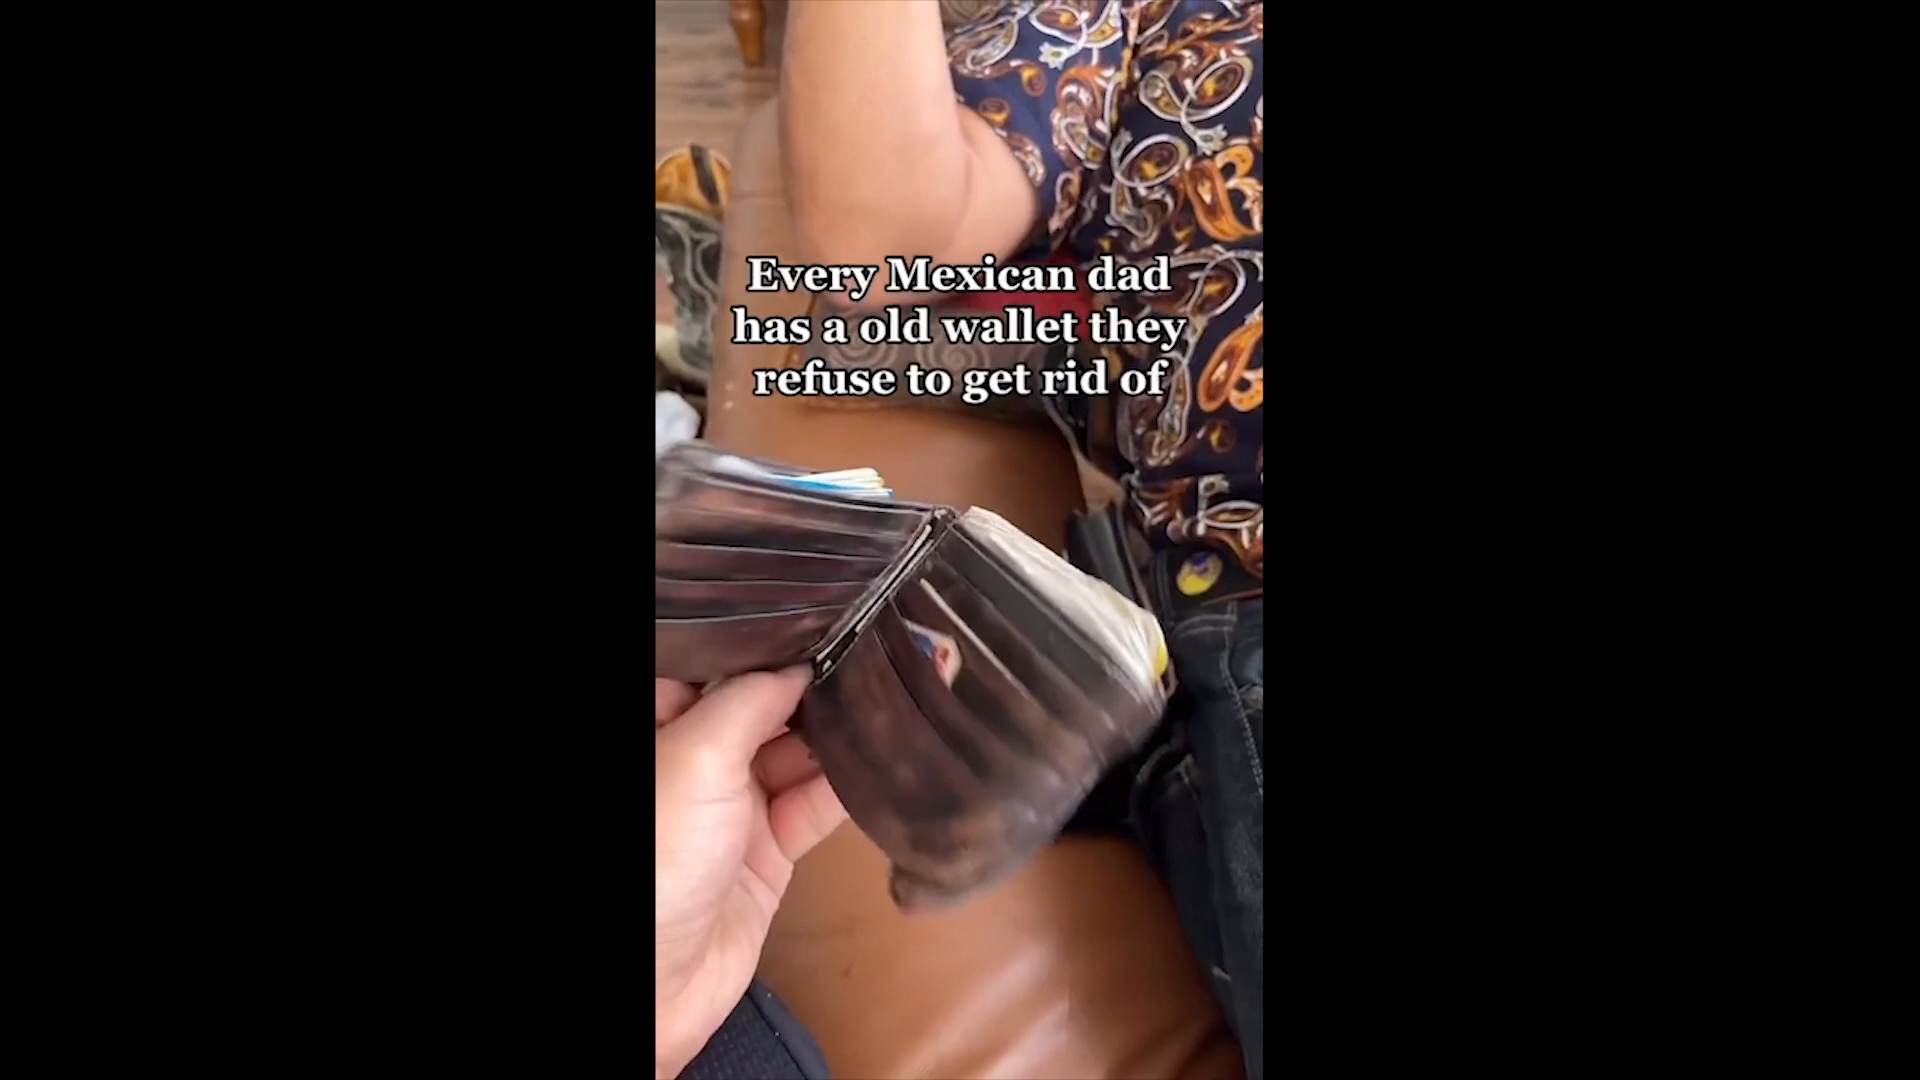 Every Mexican dad
has a old wallet they
refuse to get rid of